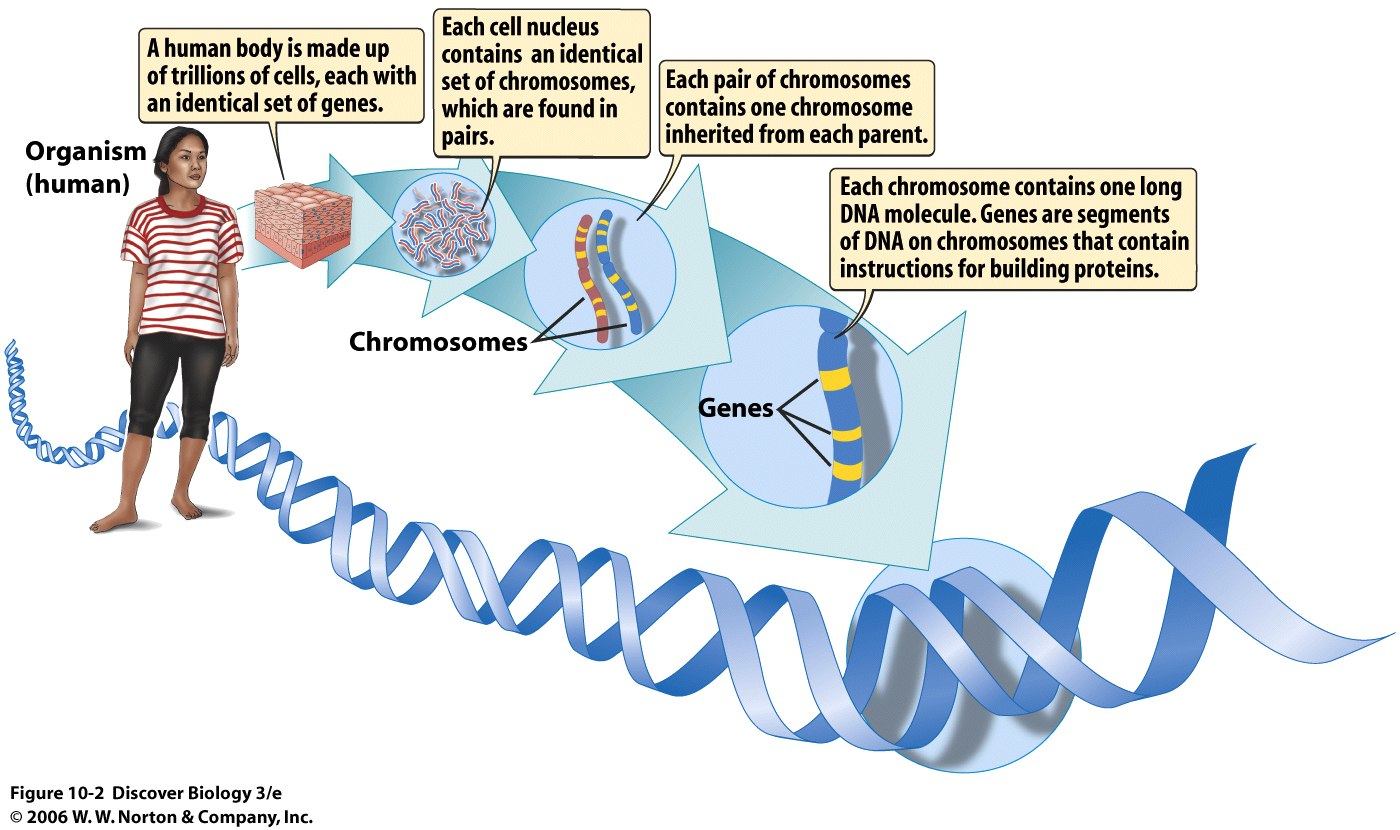 A human body is made up
of trillions of cells, each with
an identical set of genes.
Each cell nucleus
contains an identical
set of chromosomes,
which are found in
pairs.
Each pair of chromosomes
contains one chromosome
inherited from each parent.
Each chromosome contains one long
DNA molecule. Genes are segments
of DNA on chromosomes that contain
instructions for building proteins.
Organism
(human)
Chromosomes
Genes
Figure 10-2 Discover Biology 3/e
© 2006 W. W. Norton & Company, Inc.